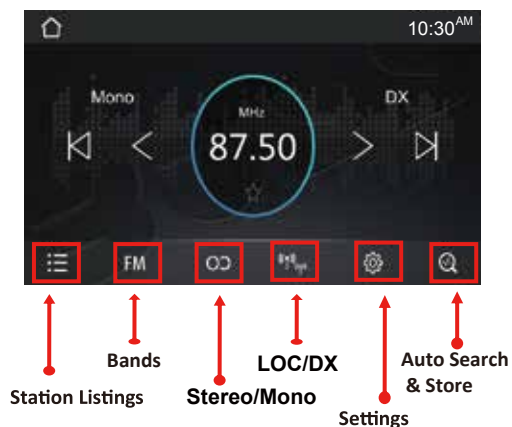 10:30AM
Mono
MHz
DX
87.50
FM
Bands
LOC/DX
Auto Search
& Store
Station Listings
Stereo/Mono
Settings